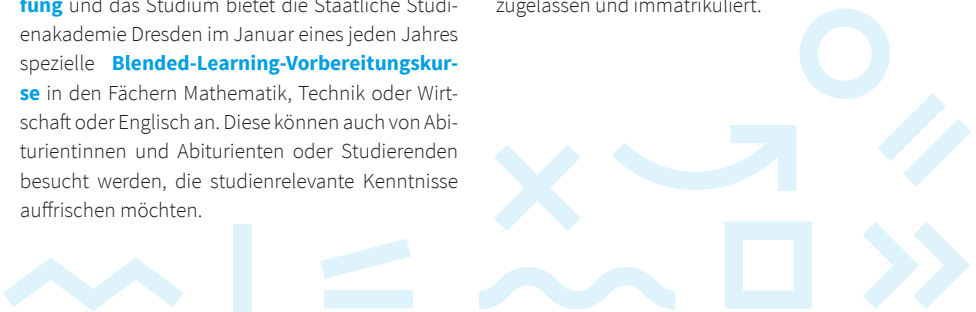 fung und das Studium bietet die Staatliche Studi-
enakademie Dresden im Januar eines jeden Jahres
spezielle Blended-Learning-Vorbereitungskur-
se in den Fächern Mathematik, Technik oder Wirt-
schaft oder Englisch an. Diese können auch von Abi-
turientinnen und Abiturienten oder Studierenden
besucht werden, die studienrelevante Kenntnisse
auffrischen möchten.
zugelassen und immatrikuliert.